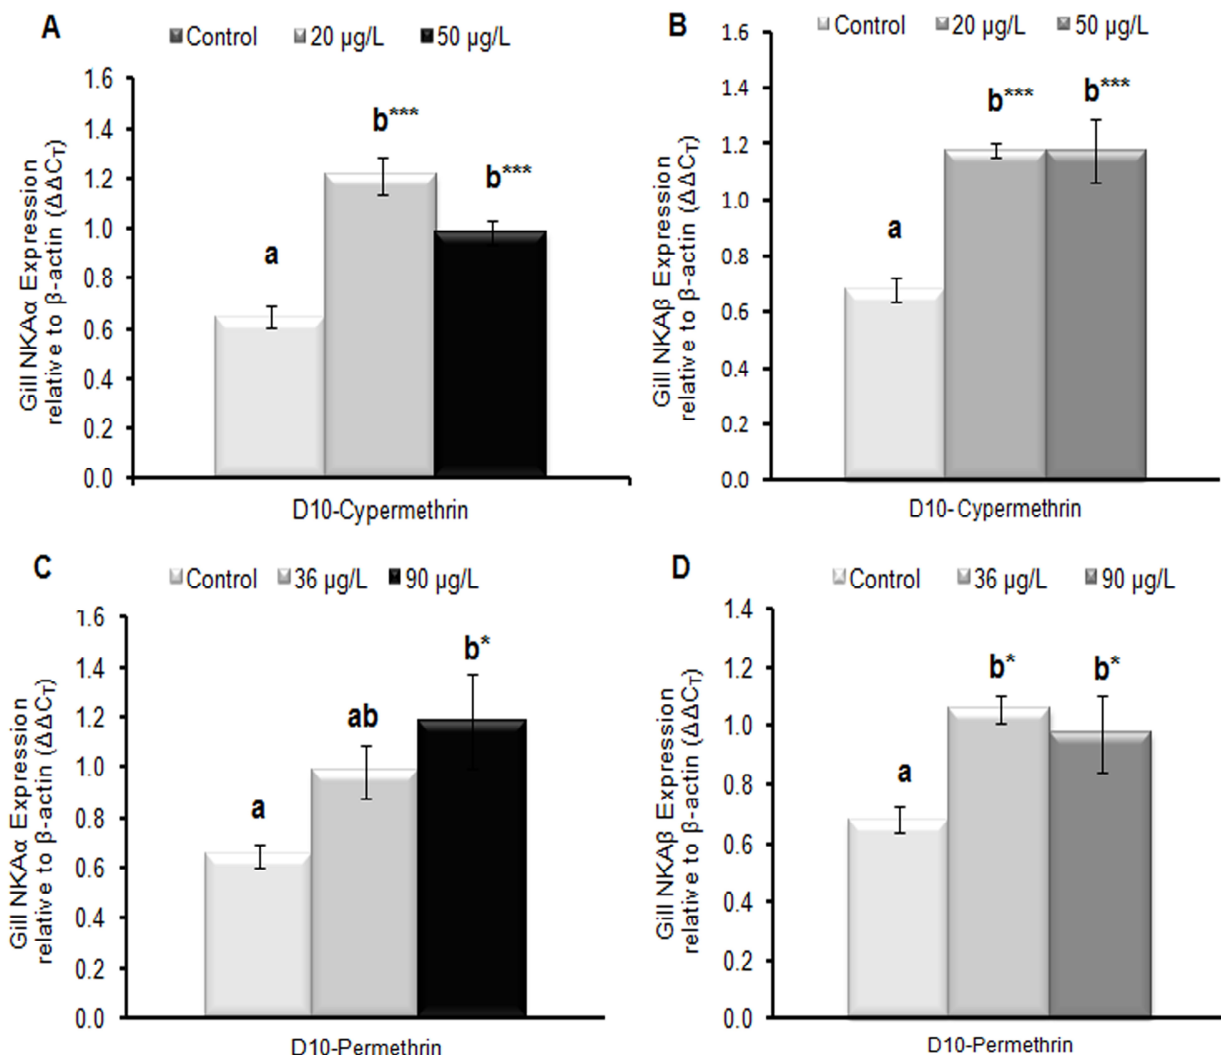 A
Control 20 µg/L 50 µg/L
Gill NKAα Expression
relative to β-actin (ΔΔCT)
1.6
1.4
1.2
1.0
0.8
0.6
0.4
0.2
0.0
a
b***
b***
D10-Cypermethrin
B
Control 20 µg/L 50 µg/L
Gill NKAβ Expression
relative to β-actin (ΔΔCT)
1.6
1.4
1.2
1.0
0.8
0.6
0.4
0.2
0.0
a
b***
b***
D10- Cypermethrin
C
Control 36 µg/L 90 µg/L
Gill NKAα Expression
relative to β-actin (ΔΔCT)
1.6
1.4
1.2
1.0
0.8
0.6
0.4
0.2
0.0
a
ab
b*
D10-Permethrin
D
Control 36 µg/L 90 µg/L
Gill NKAβ Expression
relative to β-actin (ΔΔCT)
1.4
1.2
1.0
0.8
0.6
0.4
0.2
0.0
a
b*
b*
D10-Permethrin